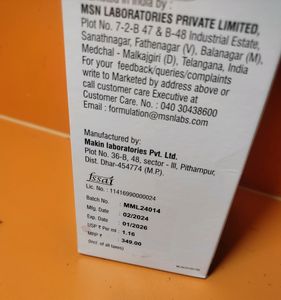 in India by :
MSN LABORATORIES PRIVATE LIMITED,
Plot No. 7-2-B 47 & B-48 Industrial Estate,
Sanathnagar, Fathenagar (V), Balanagar (M),
Medchal - Malkajgiri (D), Telangana, India
For your feedback/queries/complaints
write to Marketed by address above or
call customer care Executive at
Customer Care No.: 040 30438600
Email : formulation@msnlabs.com
Manufactured by:
Makin laboratories Pvt. Ltd.
Plot No. 36-B, 48, sector - III, Pithampur,
Dist. Dhar-454774 (M.P.)
fssai
Lic. No. : 11416990000024
Batch No. : MML24014
Mfg. Date : 02/2024
Exp. Date : 01/2026
USP ₹ Per ml : 1.16
MRP ₹ : 349.00
(Incl. of all taxes)